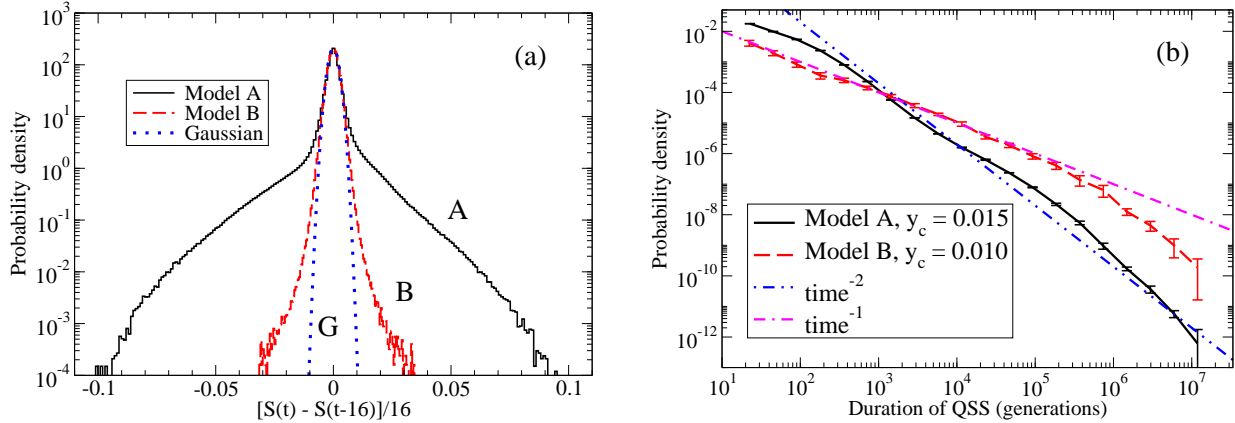 (a)
10^3
10^2
10^1
10^0
10^-1
10^-2
10^-3
10^-4
Probability density
Model A
Model B
Gaussian
A
B
G
-0.1
-0.05
0
0.05
0.1
[S(t) - S(t-16)]/16
(b)
10^-2
10^-4
10^-6
10^-8
10^-10
10^-12
Probability density
Model A, y_c = 0.015
Model B, y_c = 0.010
time^-2
time^-1
10^1
10^2
10^3
10^4
10^5
10^6
10^7
Duration of QSS (generations)